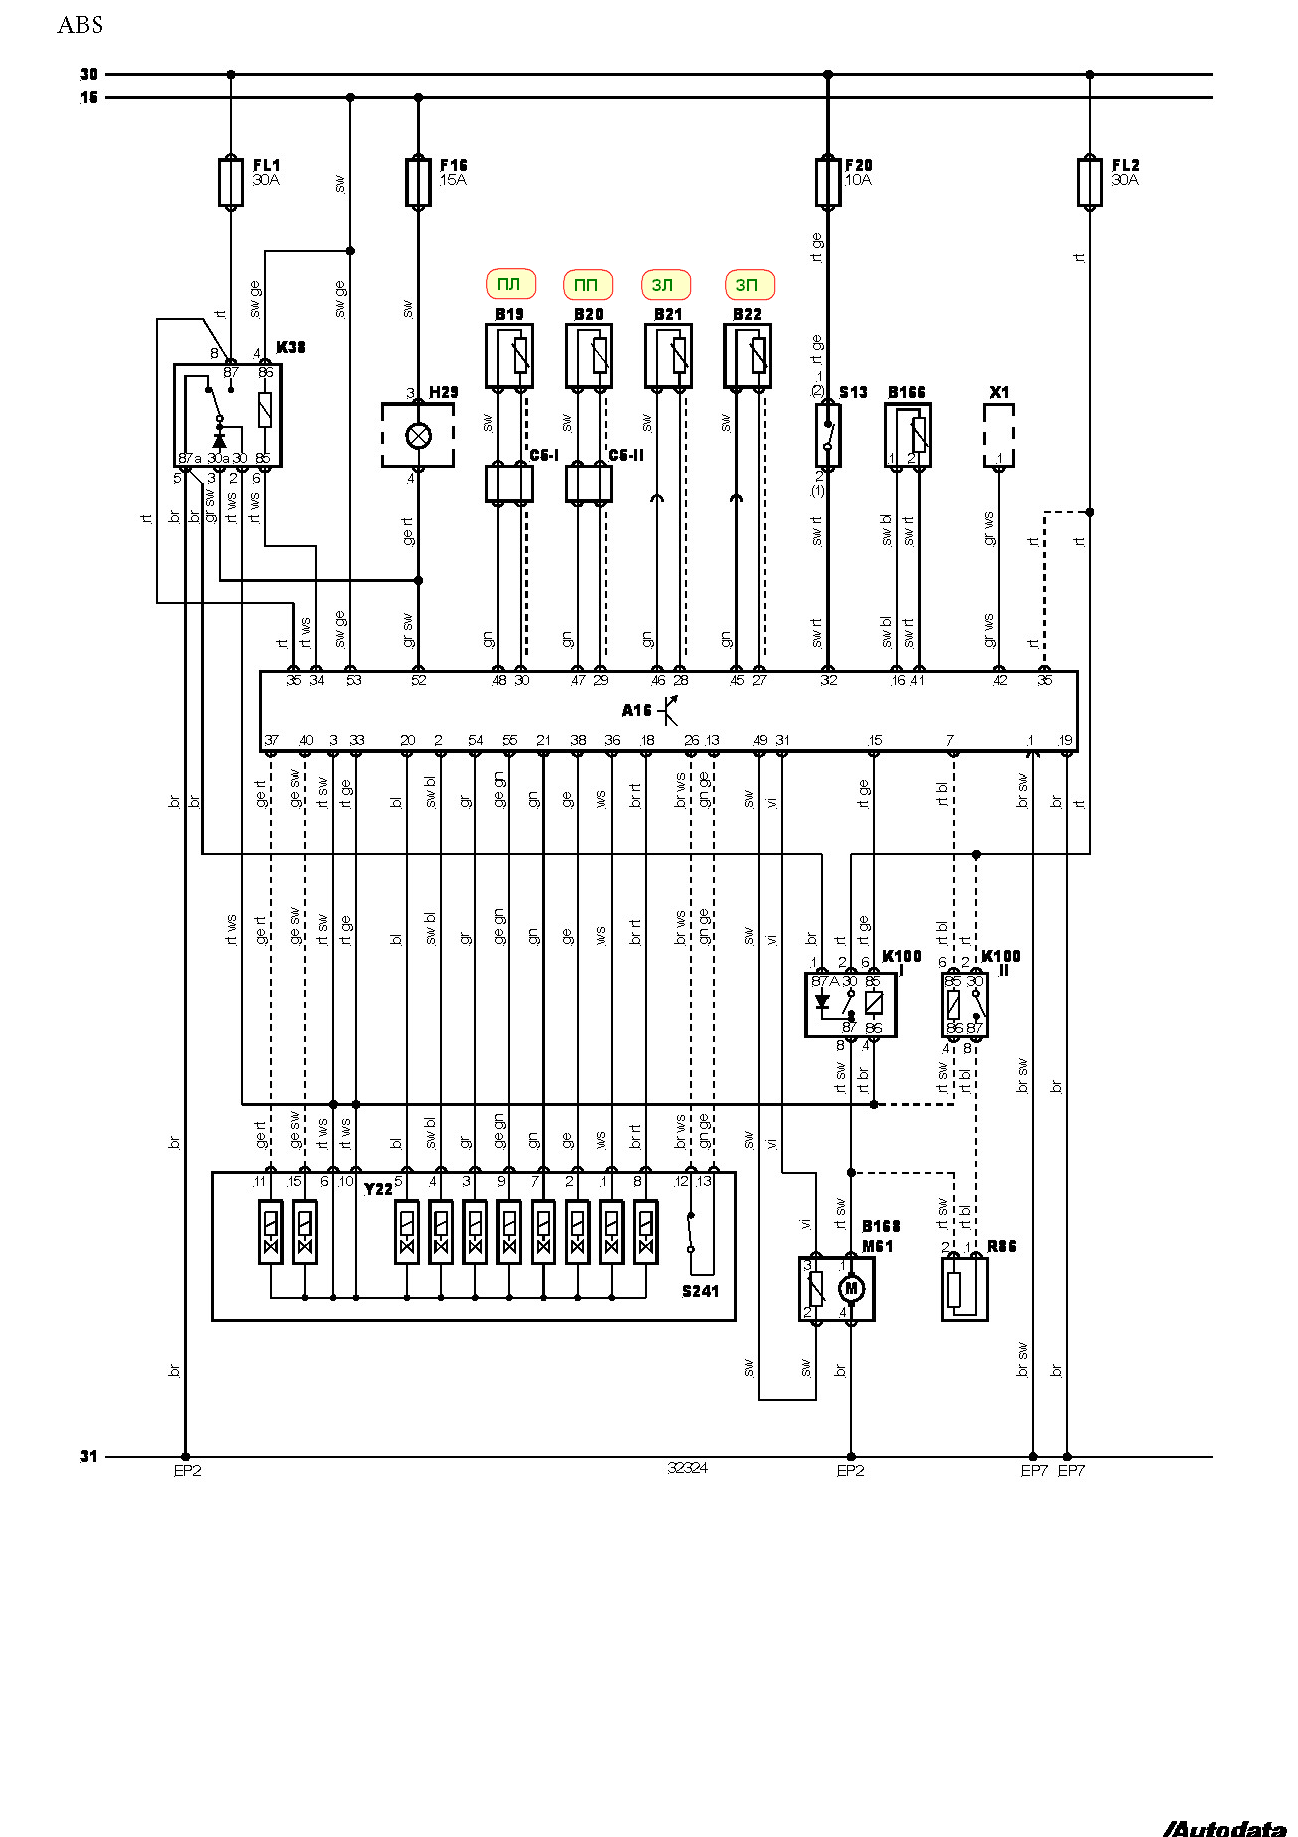 ABS
30
15
FL1
30A
F16
15A
F20
10A
FL2
30A
sw
rt ge
rt
ПЛ
ПП
ЗЛ
ЗП
B19
B20
B21
B22
rt
sw ge
sw ge
sw
rt ge
8
4
K38
87
86
3
H29
1
(2)
S13
B166
X1
sw
sw
sw
sw
C5-I
C5-II
87a
30a
30
85
1
2
1
5
3
2
6
4
2
(1)
rt
br
br
gr sw
rt ws
rt ws
ge rt
sw rt
sw bl
sw rt
gr ws
rt
rt
rt
rt ws
sw ge
gr sw
gn
gn
gn
gn
sw rt
sw bl
sw rt
gr ws
rt
35
34
53
52
48
30
47
29
46
28
45
27
32
16
41
42
35
A16
37
40
3
33
20
2
54
55
21
38
36
18
26
13
49
31
15
7
1
19
br
br
ge rt
ge sw
rt sw
rt ge
bl
sw bl
gr
ge gn
gn
ge
ws
br rt
br ws
gn ge
sw
vi
rt ge
rt bl
br sw
br
rt
rt ws
ge rt
ge sw
rt sw
rt ge
bl
sw bl
gr
ge gn
gn
ge
ws
br rt
br ws
gn ge
sw
vi
br
rt
rt ge
rt bl
rt
1
2
6
K100
I
6
2
K100
II
87A
30
85
85
30
87
86
86
87
8
4
4
8
rt sw
rt br
rt sw
rt bl
br sw
br
br
ge rt
ge sw
rt ws
rt ws
bl
sw bl
gr
ge gn
gn
ge
ws
br rt
br ws
gn ge
sw
vi
11
15
6
10
Y22
5
4
3
9
7
2
1
8
12
13
vi
rt sw
B168
M61
rt sw
rt bl
2
1
R86
3
1
M
2
4
S241
br
sw
sw
br
br sw
br
31
EP2
32324
EP2
EP7
EP7
/Autodata